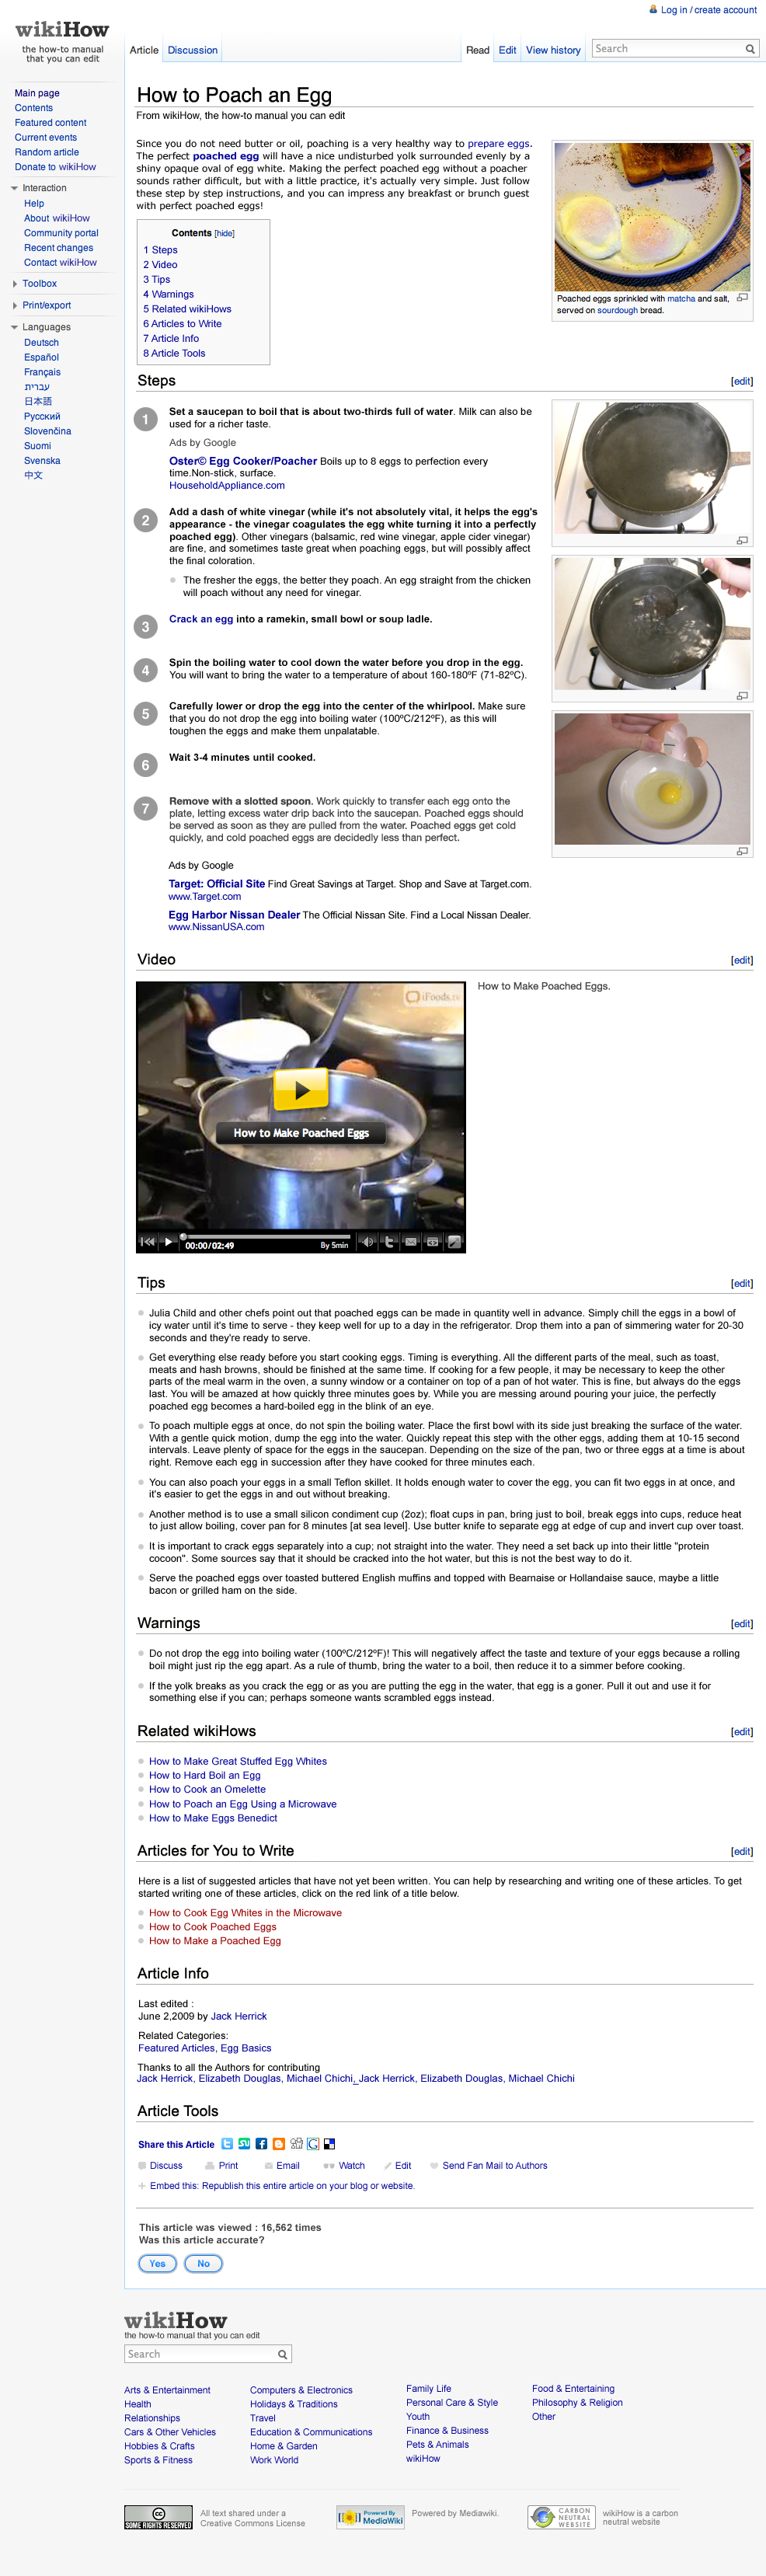 Log in / create account
wikiHow
the how-to manual
that you can edit
Article Discussion Read Edit View history Search
Main page
Contents
Featured content
Current events
Random article
Donate to wikiHow
Interaction
Help
About wikiHow
Community portal
Recent changes
Contact wikiHow
Toolbox
Print/export
Languages
Deutsch
Español
Français
עברית
日本語
Русский
Slovenčina
Suomi
Svenska
中文
How to Poach an Egg
From wikiHow, the how-to manual you can edit
Since you do not need butter or oil, poaching is a very healthy way to prepare eggs.
The perfect poached egg will have a nice undisturbed yolk surrounded evenly by a
shiny opaque oval of egg white. Making the perfect poached egg without a poacher
sounds rather difficult, but with a little practice, it's actually very simple. Just follow
these step by step instructions, and you can impress any breakfast or brunch guest
with perfect poached eggs!
Poached eggs sprinkled with matcha and salt,
served on sourdough bread.
Contents [hide]
1 Steps
2 Video
3 Tips
4 Warnings
5 Related wikiHows
6 Articles to Write
7 Article Info
8 Article Tools
Steps [edit]
1 Set a saucepan to boil that is about two-thirds full of water. Milk can also be
used for a richer taste.
Ads by Google
Oster© Egg Cooker/Poacher Boils up to 8 eggs to perfection every
time.Non-stick, surface.
HouseholdAppliance.com
2 Add a dash of white vinegar (while it's not absolutely vital, it helps the egg's
appearance - the vinegar coagulates the egg white turning it into a perfectly
poached egg). Other vinegars (balsamic, red wine vinegar, apple cider vinegar)
are fine, and sometimes taste great when poaching eggs, but will possibly affect
the final coloration.
The fresher the eggs, the better they poach. An egg straight from the chicken
will poach without any need for vinegar.
3 Crack an egg into a ramekin, small bowl or soup ladle.
4 Spin the boiling water to cool down the water before you drop in the egg.
You will want to bring the water to a temperature of about 160-180ºF (71-82ºC).
5 Carefully lower or drop the egg into the center of the whirlpool. Make sure
that you do not drop the egg into boiling water (100ºC/212ºF), as this will
toughen the eggs and make them unpalatable.
6 Wait 3-4 minutes until cooked.
7 Remove with a slotted spoon. Work quickly to transfer each egg onto the
plate, letting excess water drip back into the saucepan. Poached eggs should
be served as soon as they are pulled from the water. Poached eggs get cold
quickly, and cold poached eggs are decidedly less than perfect.
Ads by Google
Target: Official Site Find Great Savings at Target. Shop and Save at Target.com.
www.Target.com
Egg Harbor Nissan Dealer The Official Nissan Site. Find a Local Nissan Dealer.
www.NissanUSA.com
Video [edit]
iFoods.tv
How to Make Poached Eggs
00:00/02:49 By 5min
How to Make Poached Eggs.
Tips [edit]
Julia Child and other chefs point out that poached eggs can be made in quantity well in advance. Simply chill the eggs in a bowl of
icy water until it's time to serve - they keep well for up to a day in the refrigerator. Drop them into a pan of simmering water for 20-30
seconds and they're ready to serve.
Get everything else ready before you start cooking eggs. Timing is everything. All the different parts of the meal, such as toast,
meats and hash browns, should be finished at the same time. If cooking for a few people, it may be necessary to keep the other
parts of the meal warm in the oven, a sunny window or a container on top of a pan of hot water. This is fine, but always do the eggs
last. You will be amazed at how quickly three minutes goes by. While you are messing around pouring your juice, the perfectly
poached egg becomes a hard-boiled egg in the blink of an eye.
To poach multiple eggs at once, do not spin the boiling water. Place the first bowl with its side just breaking the surface of the water.
With a gentle quick motion, dump the egg into the water. Quickly repeat this step with the other eggs, adding them at 10-15 second
intervals. Leave plenty of space for the eggs in the saucepan. Depending on the size of the pan, two or three eggs at a time is about
right. Remove each egg in succession after they have cooked for three minutes each.
You can also poach your eggs in a small Teflon skillet. It holds enough water to cover the egg, you can fit two eggs in at once, and
it's easier to get the eggs in and out without breaking.
Another method is to use a small silicon condiment cup (2oz); float cups in pan, bring just to boil, break eggs into cups, reduce heat
to just allow boiling, cover pan for 8 minutes [at sea level]. Use butter knife to separate egg at edge of cup and invert cup over toast.
It is important to crack eggs separately into a cup; not straight into the water. They need a set back up into their little "protein
cocoon". Some sources say that it should be cracked into the hot water, but this is not the best way to do it.
Serve the poached eggs over toasted buttered English muffins and topped with Bearnaise or Hollandaise sauce, maybe a little
bacon or grilled ham on the side.
Warnings [edit]
Do not drop the egg into boiling water (100ºC/212ºF)! This will negatively affect the taste and texture of your eggs because a rolling
boil might just rip the egg apart. As a rule of thumb, bring the water to a boil, then reduce it to a simmer before cooking.
If the yolk breaks as you crack the egg or as you are putting the egg in the water, that egg is a goner. Pull it out and use it for
something else if you can; perhaps someone wants scrambled eggs instead.
Related wikiHows [edit]
How to Make Great Stuffed Egg Whites
How to Hard Boil an Egg
How to Cook an Omelette
How to Poach an Egg Using a Microwave
How to Make Eggs Benedict
Articles for You to Write [edit]
Here is a list of suggested articles that have not yet been written. You can help by researching and writing one of these articles. To get
started writing one of these articles, click on the red link of a title below.
How to Cook Egg Whites in the Microwave
How to Cook Poached Eggs
How to Make a Poached Egg
Article Info
Last edited :
June 2,2009 by Jack Herrick
Related Categories:
Featured Articles, Egg Basics
Thanks to all the Authors for contributing
Jack Herrick, Elizabeth Douglas, Michael Chichi, Jack Herrick, Elizabeth Douglas, Michael Chichi
Article Tools
Share this Article
Discuss Print Email Watch Edit Send Fan Mail to Authors
Embed this: Republish this entire article on your blog or website.
This article was viewed : 16,562 times
Was this article accurate?
Yes No
wikiHow
the how-to manual that you can edit
Search
Arts & Entertainment
Health
Relationships
Cars & Other Vehicles
Hobbies & Crafts
Sports & Fitness
Computers & Electronics
Holidays & Traditions
Travel
Education & Communications
Home & Garden
Work World
Family Life
Personal Care & Style
Youth
Finance & Business
Pets & Animals
wikiHow
Food & Entertaining
Philosophy & Religion
Other
cc
SOME RIGHTS RESERVED
All text shared under a
Creative Commons License
Powered By
MediaWiki
Powered by Mediawiki.
CARBON
NEUTRAL
WEBSITE
wikiHow is a carbon
neutral website